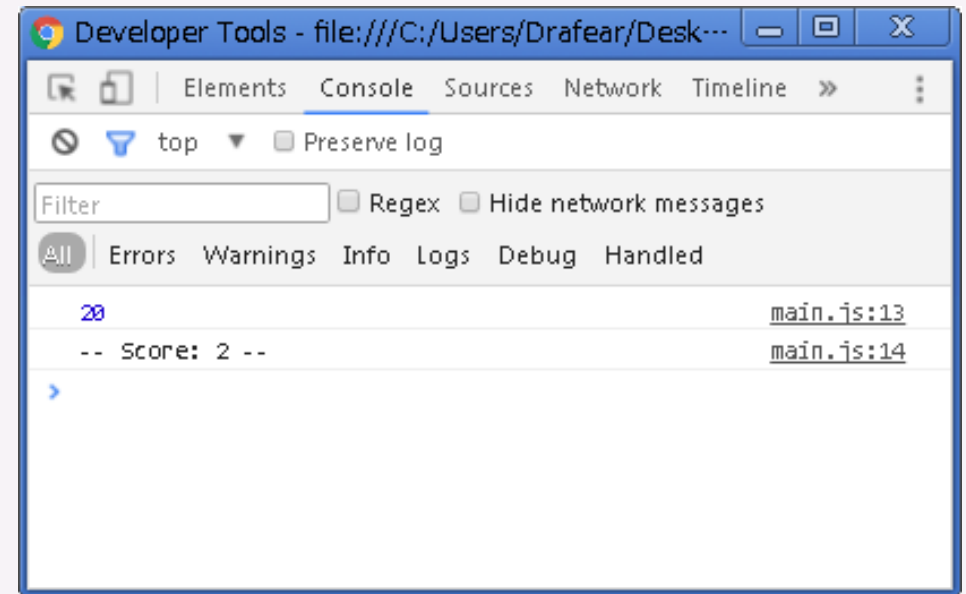 Developer Tools - file:///C:/Users/Drafear/Desk…
Elements Console Sources Network Timeline »
top ▼ Preserve log
Filter Regex Hide network messages
All Errors Warnings Info Logs Debug Handled
20 main.js:13
-- Score: 2 -- main.js:14
>